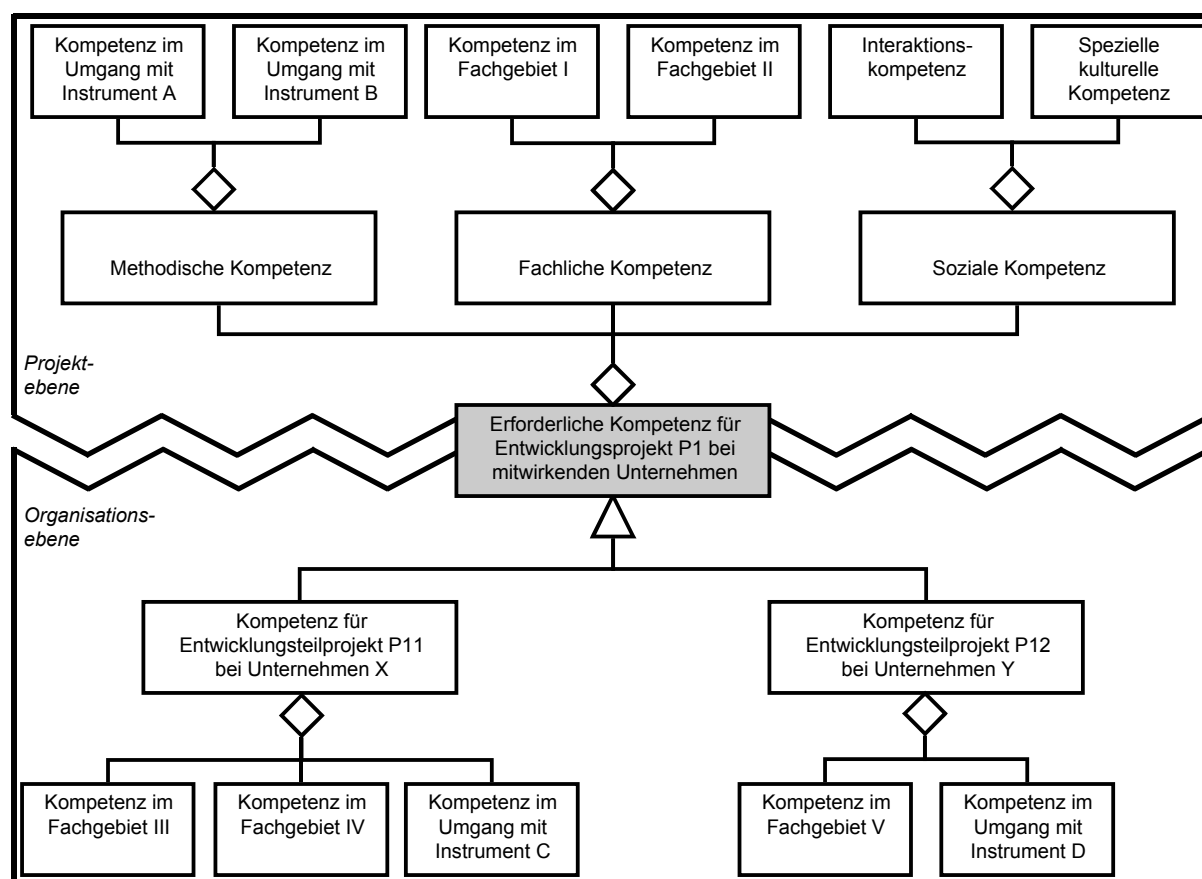 Kompetenz im
Umgang mit
Instrument A
Kompetenz im
Umgang mit
Instrument B
Kompetenz im
Fachgebiet I
Kompetenz im
Fachgebiet II
Interaktions-
kompetenz
Spezielle
kulturelle
Kompetenz
Methodische Kompetenz
Fachliche Kompetenz
Soziale Kompetenz
Projekt-
ebene
Erforderliche Kompetenz für
Entwicklungsprojekt P1 bei
mitwirkenden Unternehmen
Organisations-
ebene
Kompetenz für
Entwicklungsteilprojekt P11
bei Unternehmen X
Kompetenz für
Entwicklungsteilprojekt P12
bei Unternehmen Y
Kompetenz im
Fachgebiet III
Kompetenz im
Fachgebiet IV
Kompetenz im
Umgang mit
Instrument C
Kompetenz im
Fachgebiet V
Kompetenz im
Umgang mit
Instrument D